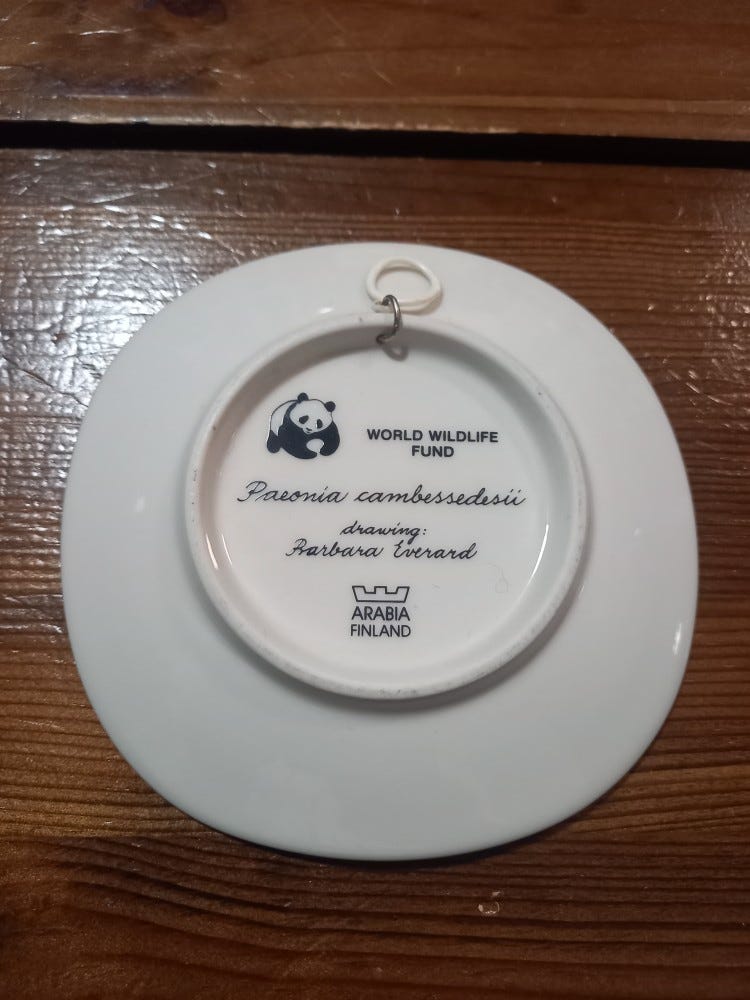 WORLD WILDLIFE
FUND
Paeonia cambessedesii
drawing:
Barbara Everard
ARABIA
FINLAND